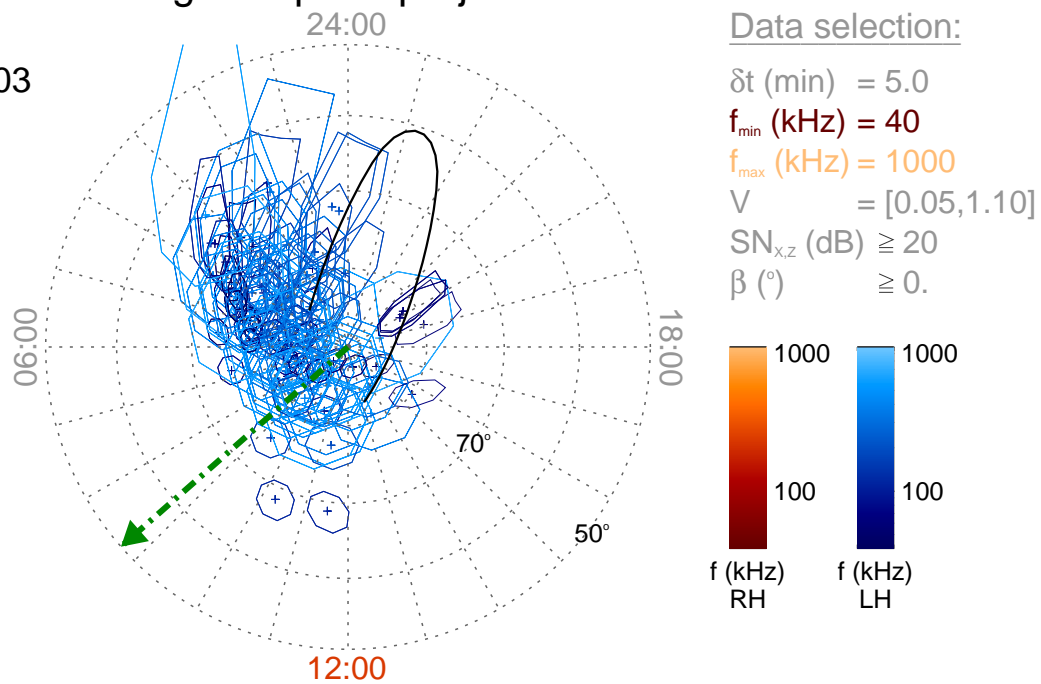 24:00
03
06:00
18:00
70°
50°
12:00
Data selection:
δt (min) = 5.0
fmin (kHz) = 40
fmax (kHz) = 1000
V = [0.05,1.10]
SNX,Z (dB) ≧ 20
β (°) ≧ 0.
1000
1000
100
100
f (kHz) f (kHz)
RH LH